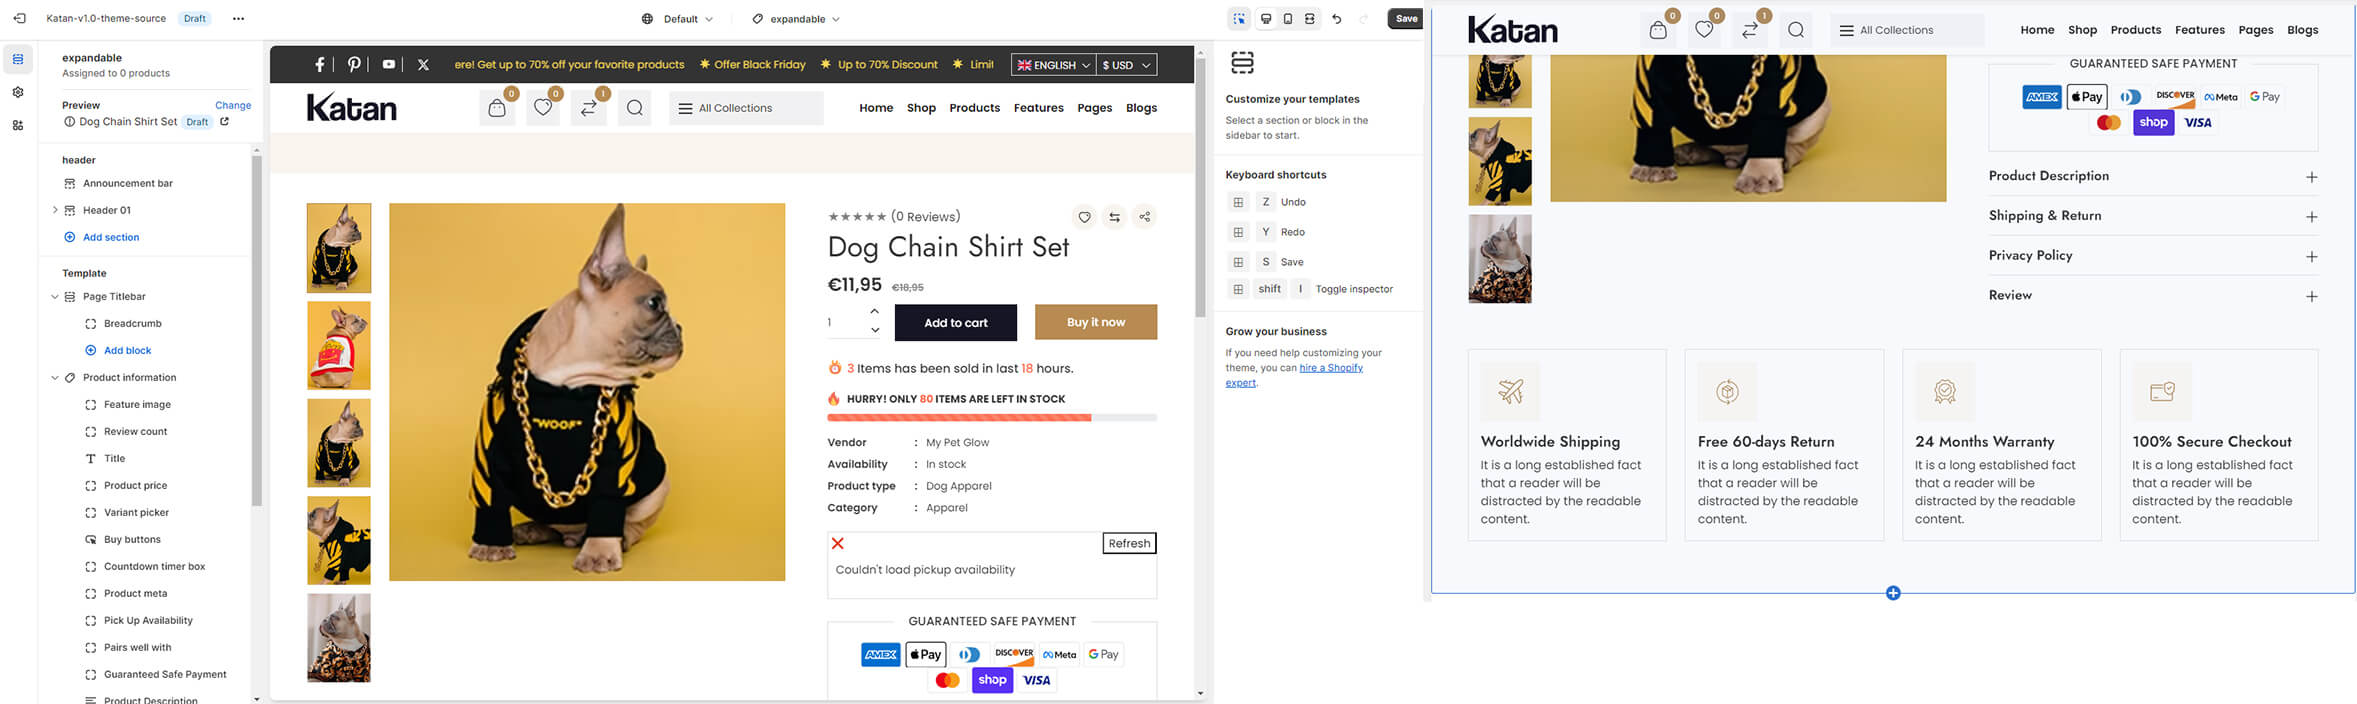 Katan-v1.0-theme-source Draft
Default
expandable
Save
expandable
Assigned to 0 products
Preview
Change
Dog Chain Shirt Set Draft
header
Announcement bar
Header 01
Add section
Template
Page Titlebar
Breadcrumb
Add block
Product information
Feature image
Review count
Title
Product price
Variant picker
Buy buttons
Countdown timer box
Product meta
Pick Up Availability
Pairs well with
Guaranteed Safe Payment
Product Description
ere! Get up to 70% off your favorite products
Offer Black Friday
Up to 70% Discount
Limit
ENGLISH
$ USD
Katan
0
0
1
All Collections
Home Shop Products Features Pages Blogs
"WOOF"
★★★★★ (0 Reviews)
Dog Chain Shirt Set
€11,95 €18,95
1
Add to cart
Buy it now
3 Items has been sold in last 18 hours.
HURRY! ONLY 80 ITEMS ARE LEFT IN STOCK
Vendor : My Pet Glow
Availability : In stock
Product type : Dog Apparel
Category : Apparel
Refresh
Couldn't load pickup availability
GUARANTEED SAFE PAYMENT
AMEX Pay DISCOVER Meta G Pay
shop VISA
Customize your templates
Select a section or block in the
sidebar to start.
Keyboard shortcuts
Z Undo
Y Redo
S Save
shift I Toggle inspector
Grow your business
If you need help customizing your
theme, you can hire a Shopify
expert.
Katan
0
0
1
All Collections
Home Shop Products Features Pages Blogs
GUARANTEED SAFE PAYMENT
AMEX Pay DISCOVER Meta G Pay
shop VISA
Product Description
Shipping & Return
Privacy Policy
Review
Worldwide Shipping
It is a long established fact
that a reader will be
distracted by the readable
content.
Free 60-days Return
It is a long established fact
that a reader will be
distracted by the readable
content.
24 Months Warranty
It is a long established fact
that a reader will be
distracted by the readable
content.
100% Secure Checkout
It is a long established fact
that a reader will be
distracted by the readable
content.